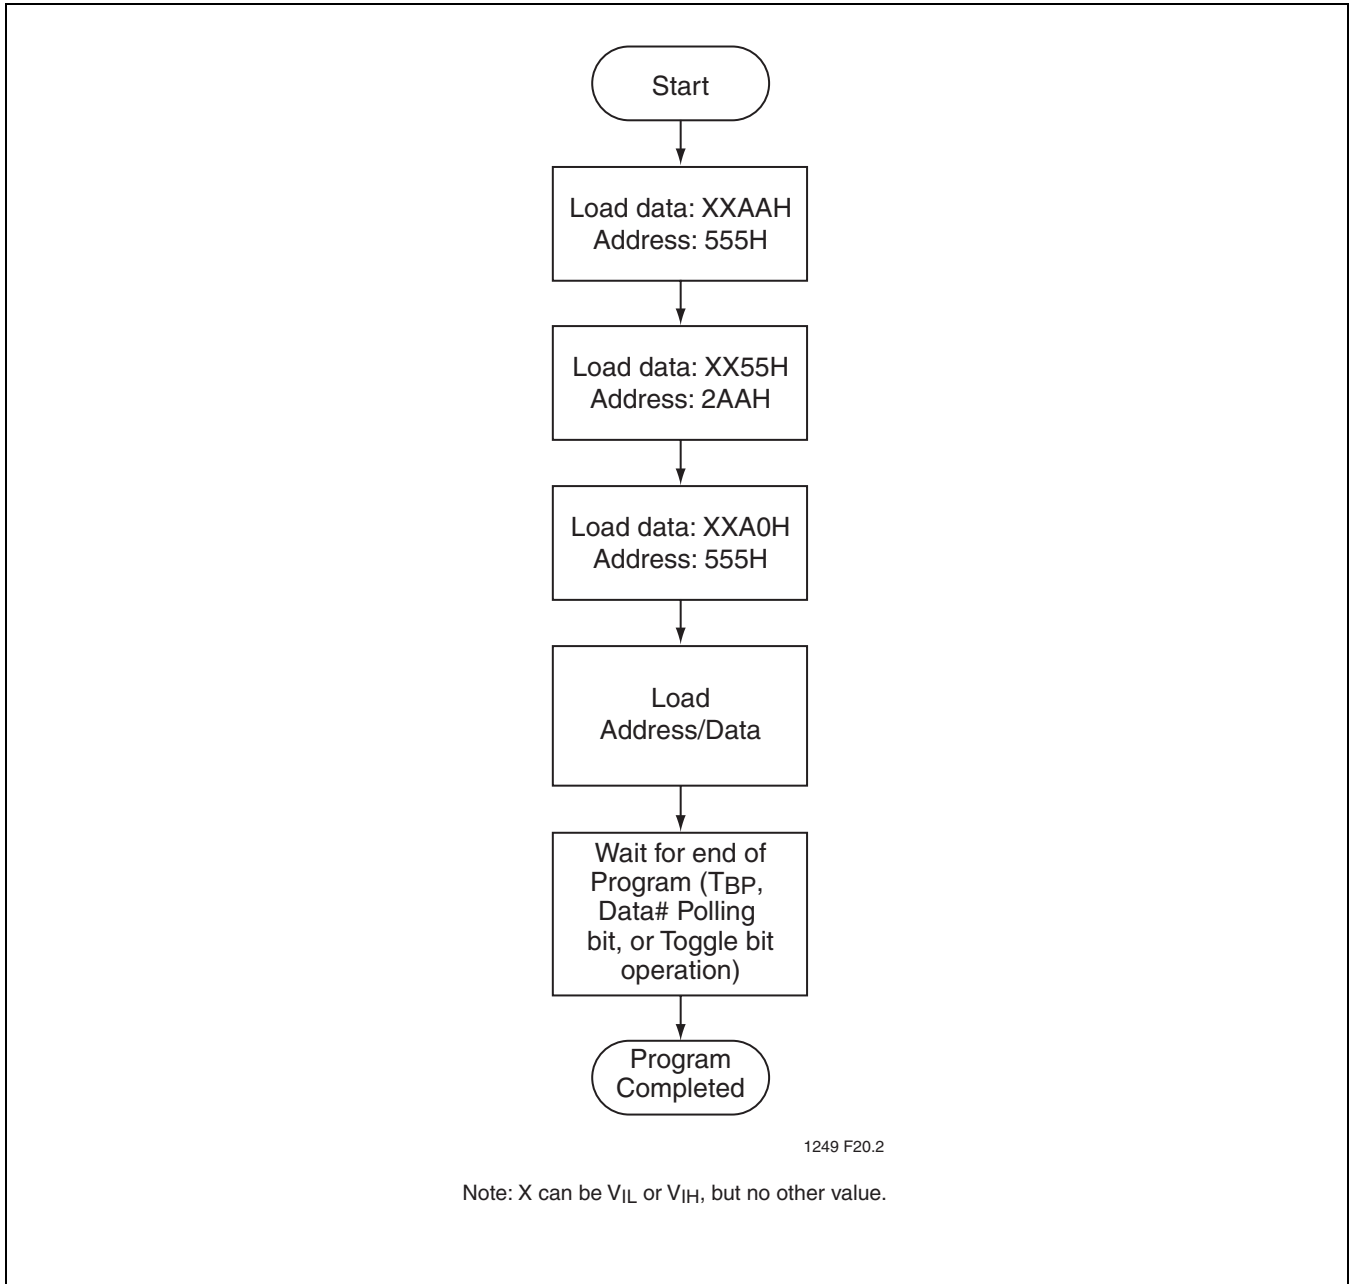 Start
Load data: XXAAH
Address: 555H
Load data: XX55H
Address: 2AAH
Load data: XXA0H
Address: 555H
Load
Address/Data
Wait for end of
Program (TBP,
Data# Polling
bit, or Toggle bit
operation)
Program
Completed
1249 F20.2
Note: X can be VIL or VIH, but no other value.